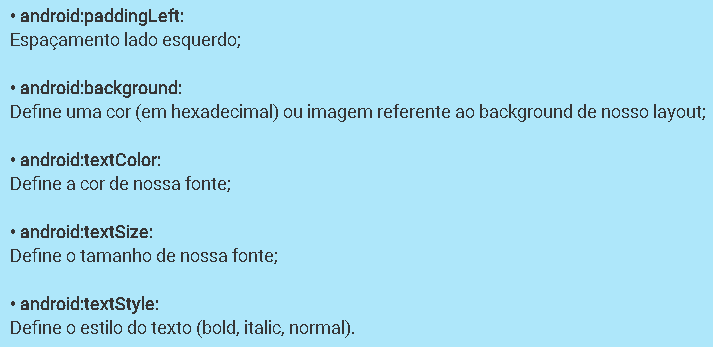 • android:paddingLeft:
Espaçamento lado esquerdo;
• android:background:
Define uma cor (em hexadecimal) ou imagem referente ao background de nosso layout;
• android:textColor:
Define a cor de nossa fonte;
• android:textSize:
Define o tamanho de nossa fonte;
• android:textStyle:
Define o estilo do texto (bold, italic, normal).